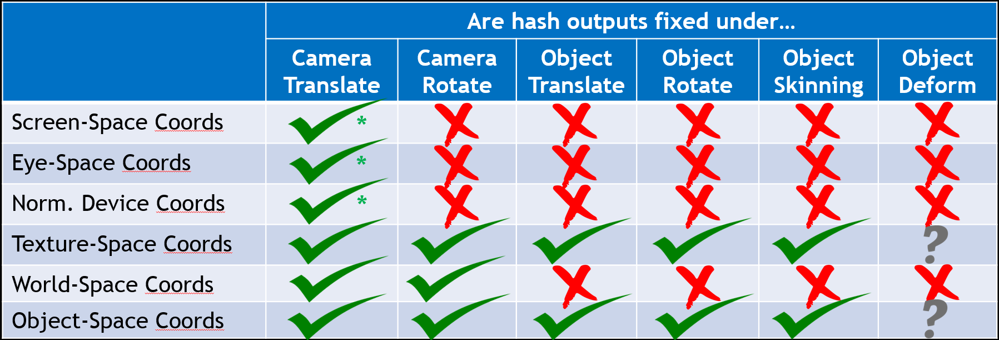 Are hash outputs fixed under...
Camera Translate
Camera Rotate
Object Translate
Object Rotate
Object Skinning
Object Deform
Screen-Space Coords *
Eye-Space Coords *
Norm. Device Coords *
Texture-Space Coords ?
World-Space Coords
Object-Space Coords ?